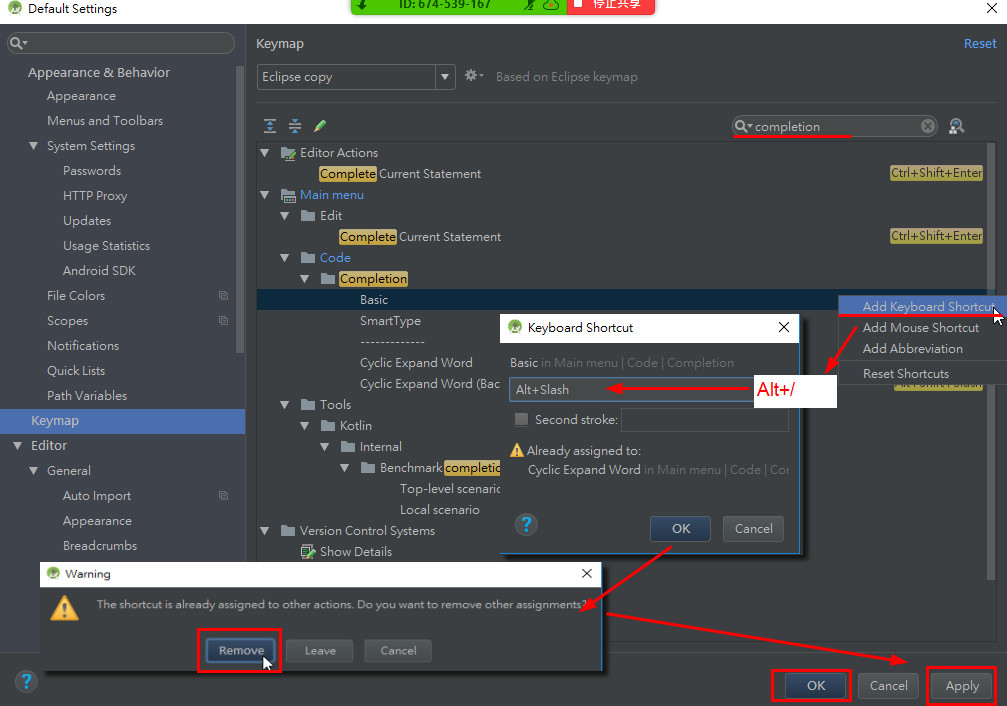 Default Settings
ID: 674-539-167
停止共享
Appearance & Behavior
Appearance
Menus and Toolbars
System Settings
Passwords
HTTP Proxy
Updates
Usage Statistics
Android SDK
File Colors
Scopes
Notifications
Quick Lists
Path Variables
Keymap
Editor
General
Auto Import
Appearance
Breadcrumbs
Keymap
Reset
Eclipse copy
Based on Eclipse keymap
completion
Editor Actions
Complete Current Statement
Ctrl+Shift+Enter
Main menu
Edit
Complete Current Statement
Ctrl+Shift+Enter
Code
Completion
Basic
SmartType
-------------
Cyclic Expand Word
Cyclic Expand Word (Bac
Alt+Shift+Slash
Tools
Kotlin
Internal
Benchmark completio
Top-level scenario
Local scenario
Version Control Systems
Show Details
Add Keyboard Shortcut
Add Mouse Shortcut
Add Abbreviation
Reset Shortcuts
Keyboard Shortcut
Basic in Main menu | Code | Completion
Alt+Slash
Alt+/
Second stroke:
Already assigned to:
Cyclic Expand Word in Main menu | Code | Cor
?
OK
Cancel
Warning
The shortcut is already assigned to other actions. Do you want to remove other assignments?
Remove
Leave
Cancel
?
OK
Cancel
Apply